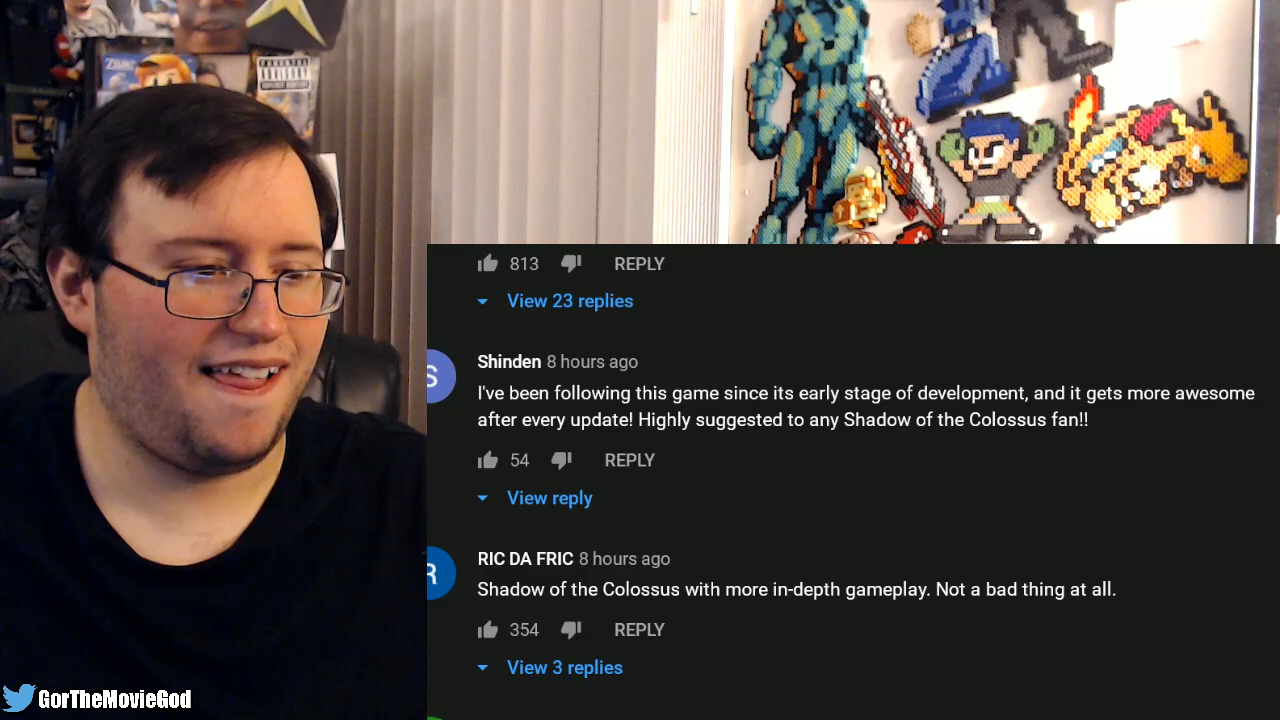 PARENTAL
ADVISORY
813 REPLY
View 23 replies
S
Shinden 8 hours ago
I've been following this game since its early stage of development, and it gets more awesome
after every update! Highly suggested to any Shadow of the Colossus fan!!
54 REPLY
View reply
R
RIC DA FRIC 8 hours ago
Shadow of the Colossus with more in-depth gameplay. Not a bad thing at all.
354 REPLY
View 3 replies
GorTheMovieGod